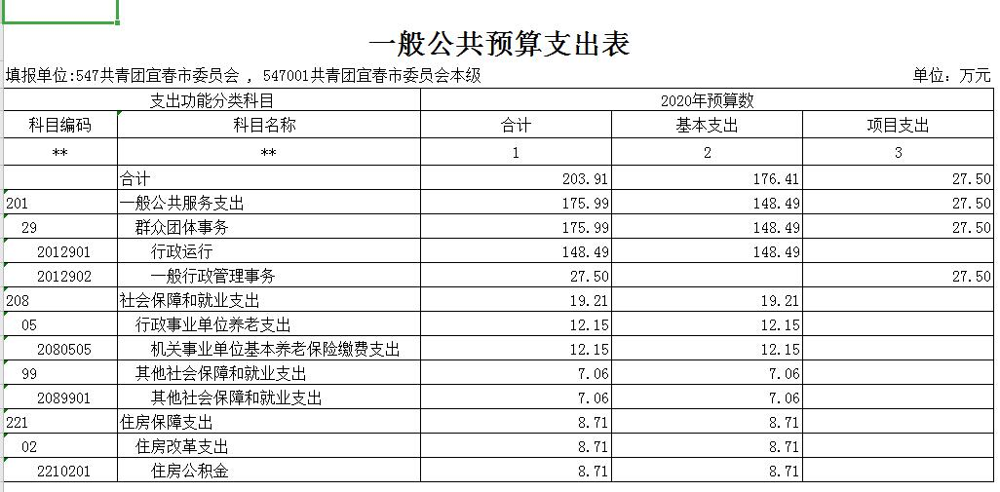 一般公共预算支出表
填报单位:547共青团宜春市委员会 , 547001共青团宜春市委员会本级 单位: 万元
支出功能分类科目 2020年预算数
科目编码 科目名称 合计 基本支出 项目支出
** ** 1 2 3
合计 203.91 176.41 27.50
201 一般公共服务支出 175.99 148.49 27.50
29 群众团体事务 175.99 148.49 27.50
2012901 行政运行 148.49 148.49
2012902 一般行政管理事务 27.50 27.50
208 社会保障和就业支出 19.21 19.21
05 行政事业单位养老支出 12.15 12.15
2080505 机关事业单位基本养老保险缴费支出 12.15 12.15
99 其他社会保障和就业支出 7.06 7.06
2089901 其他社会保障和就业支出 7.06 7.06
221 住房保障支出 8.71 8.71
02 住房改革支出 8.71 8.71
2210201 住房公积金 8.71 8.71